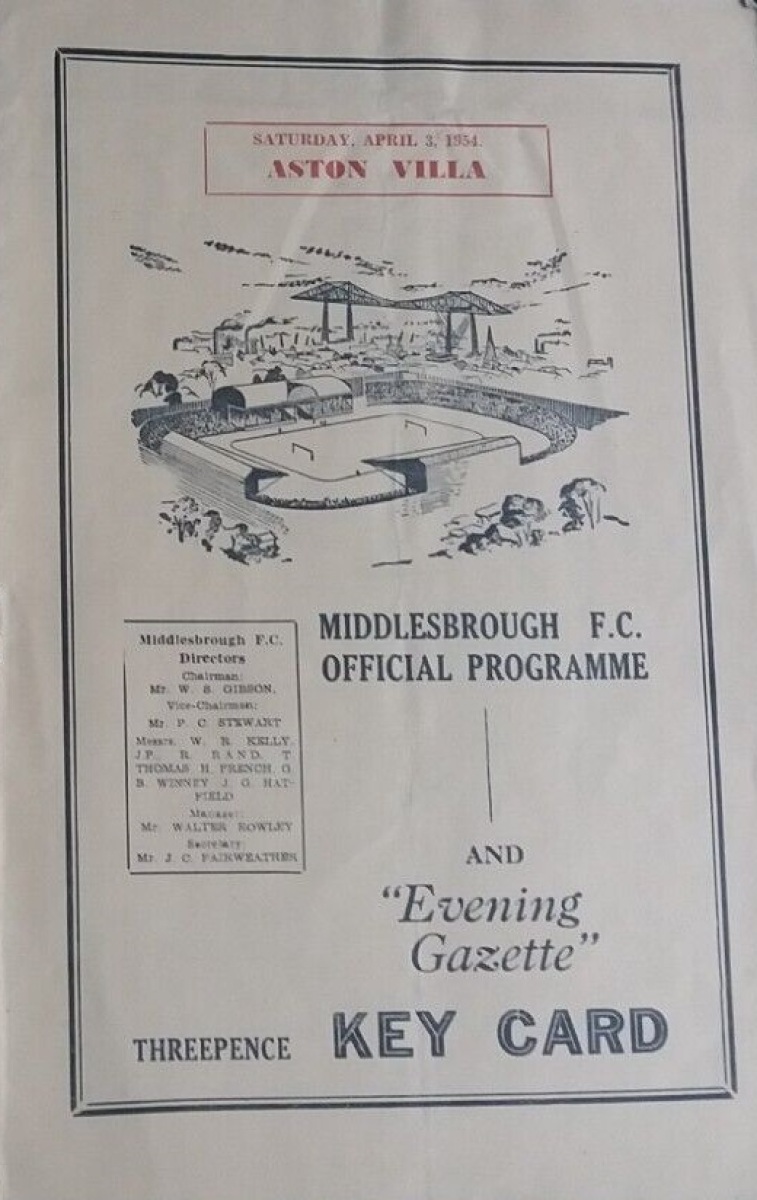 SATURDAY, APRIL 3, 1954.
ASTON VILLA
Middlesbrough F.C.
Directors
Chairman:
Mr. W. S. GIBSON,
Vice-Chairman:
Mr. P. C. STEWART
Messrs. W. R. KELLY,
J.P., R. RAND, T
THOMAS H. FRENCH, G
B. WINNEY J. G. HAT-
FIELD
Manager:
Mr. WALTER ROWLEY
Secretary:
Mr. J. C. FAIRWEATHER
MIDDLESBROUGH F.C.
OFFICIAL PROGRAMME
AND
"Evening
Gazette"
THREEPENCE
KEY CARD